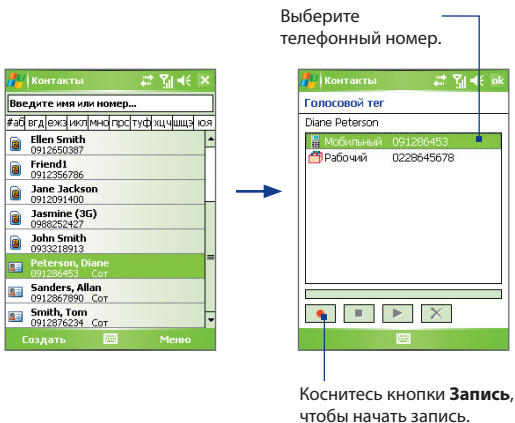 Выберите
телефонный номер.
Контакты
Введите имя или номер...
#аб вгд ежз икл мно прс туф хцч шщэ юя
Ellen Smith
0912650387
Friend1
0912356786
Jane Jackson
0912091400
Jasmine (3G)
0988252427
John Smith
0933218913
Peterson, Diane
091286453 Сот
Sanders, Allan
0912867890 Сот
Smith, Tom
0912876234 Сот
Создать Меню
Контакты ok
Голосовой тег
Diane Peterson
Мобильный 091286453
Рабочий 0228645678
Коснитесь кнопки Запись,
чтобы начать запись.